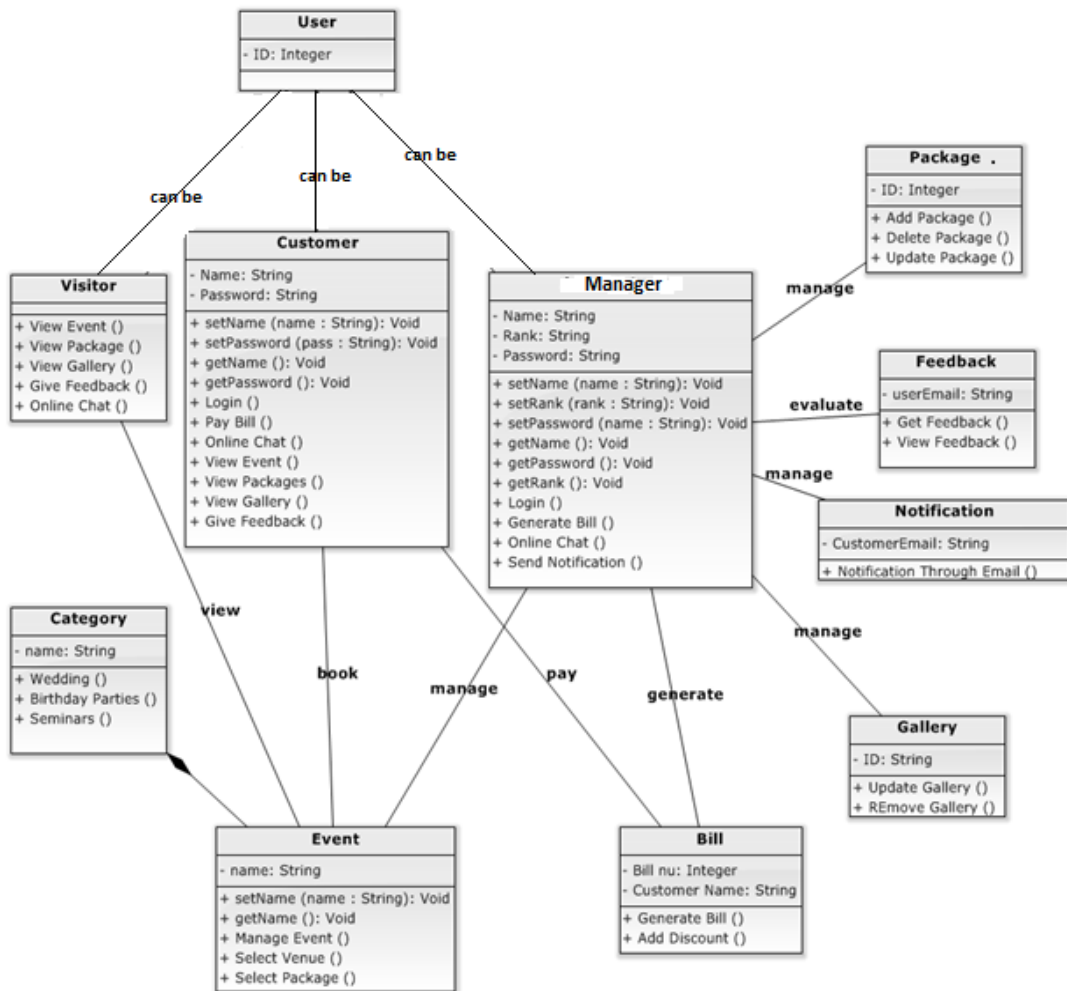 User
- ID: Integer
can be
can be
can be
Package .
- ID: Integer
+ Add Package ()
+ Delete Package ()
+ Update Package ()
Visitor
+ View Event ()
+ View Package ()
+ View Gallery ()
+ Give Feedback ()
+ Online Chat ()
Customer
- Name: String
- Password: String
+ setName (name : String): Void
+ setPassword (pass : String): Void
+ getName (): Void
+ getPassword (): Void
+ Login ()
+ Pay Bill ()
+ Online Chat ()
+ View Event ()
+ View Packages ()
+ View Gallery ()
+ Give Feedback ()
Manager
- Name: String
- Rank: String
- Password: String
+ setName (name : String): Void
+ setRank (rank : String): Void
+ setPassword (name : String): Void
+ getName (): Void
+ getPassword (): Void
+ getRank (): Void
+ Login ()
+ Generate Bill ()
+ Online Chat ()
+ Send Notification ()
manage
Feedback
- userEmail: String
+ Get Feedback ()
+ View Feedback ()
evaluate
manage
Notification
- CustomerEmail: String
+ Notification Through Email ()
manage
Category
- name: String
+ Wedding ()
+ Birthday Parties ()
+ Seminars ()
view
book
manage
pay
generate
Gallery
- ID: String
+ Update Gallery ()
+ REmove Gallery ()
Event
- name: String
+ setName (name : String): Void
+ getName (): Void
+ Manage Event ()
+ Select Venue ()
+ Select Package ()
Bill
- Bill nu: Integer
- Customer Name: String
+ Generate Bill ()
+ Add Discount ()